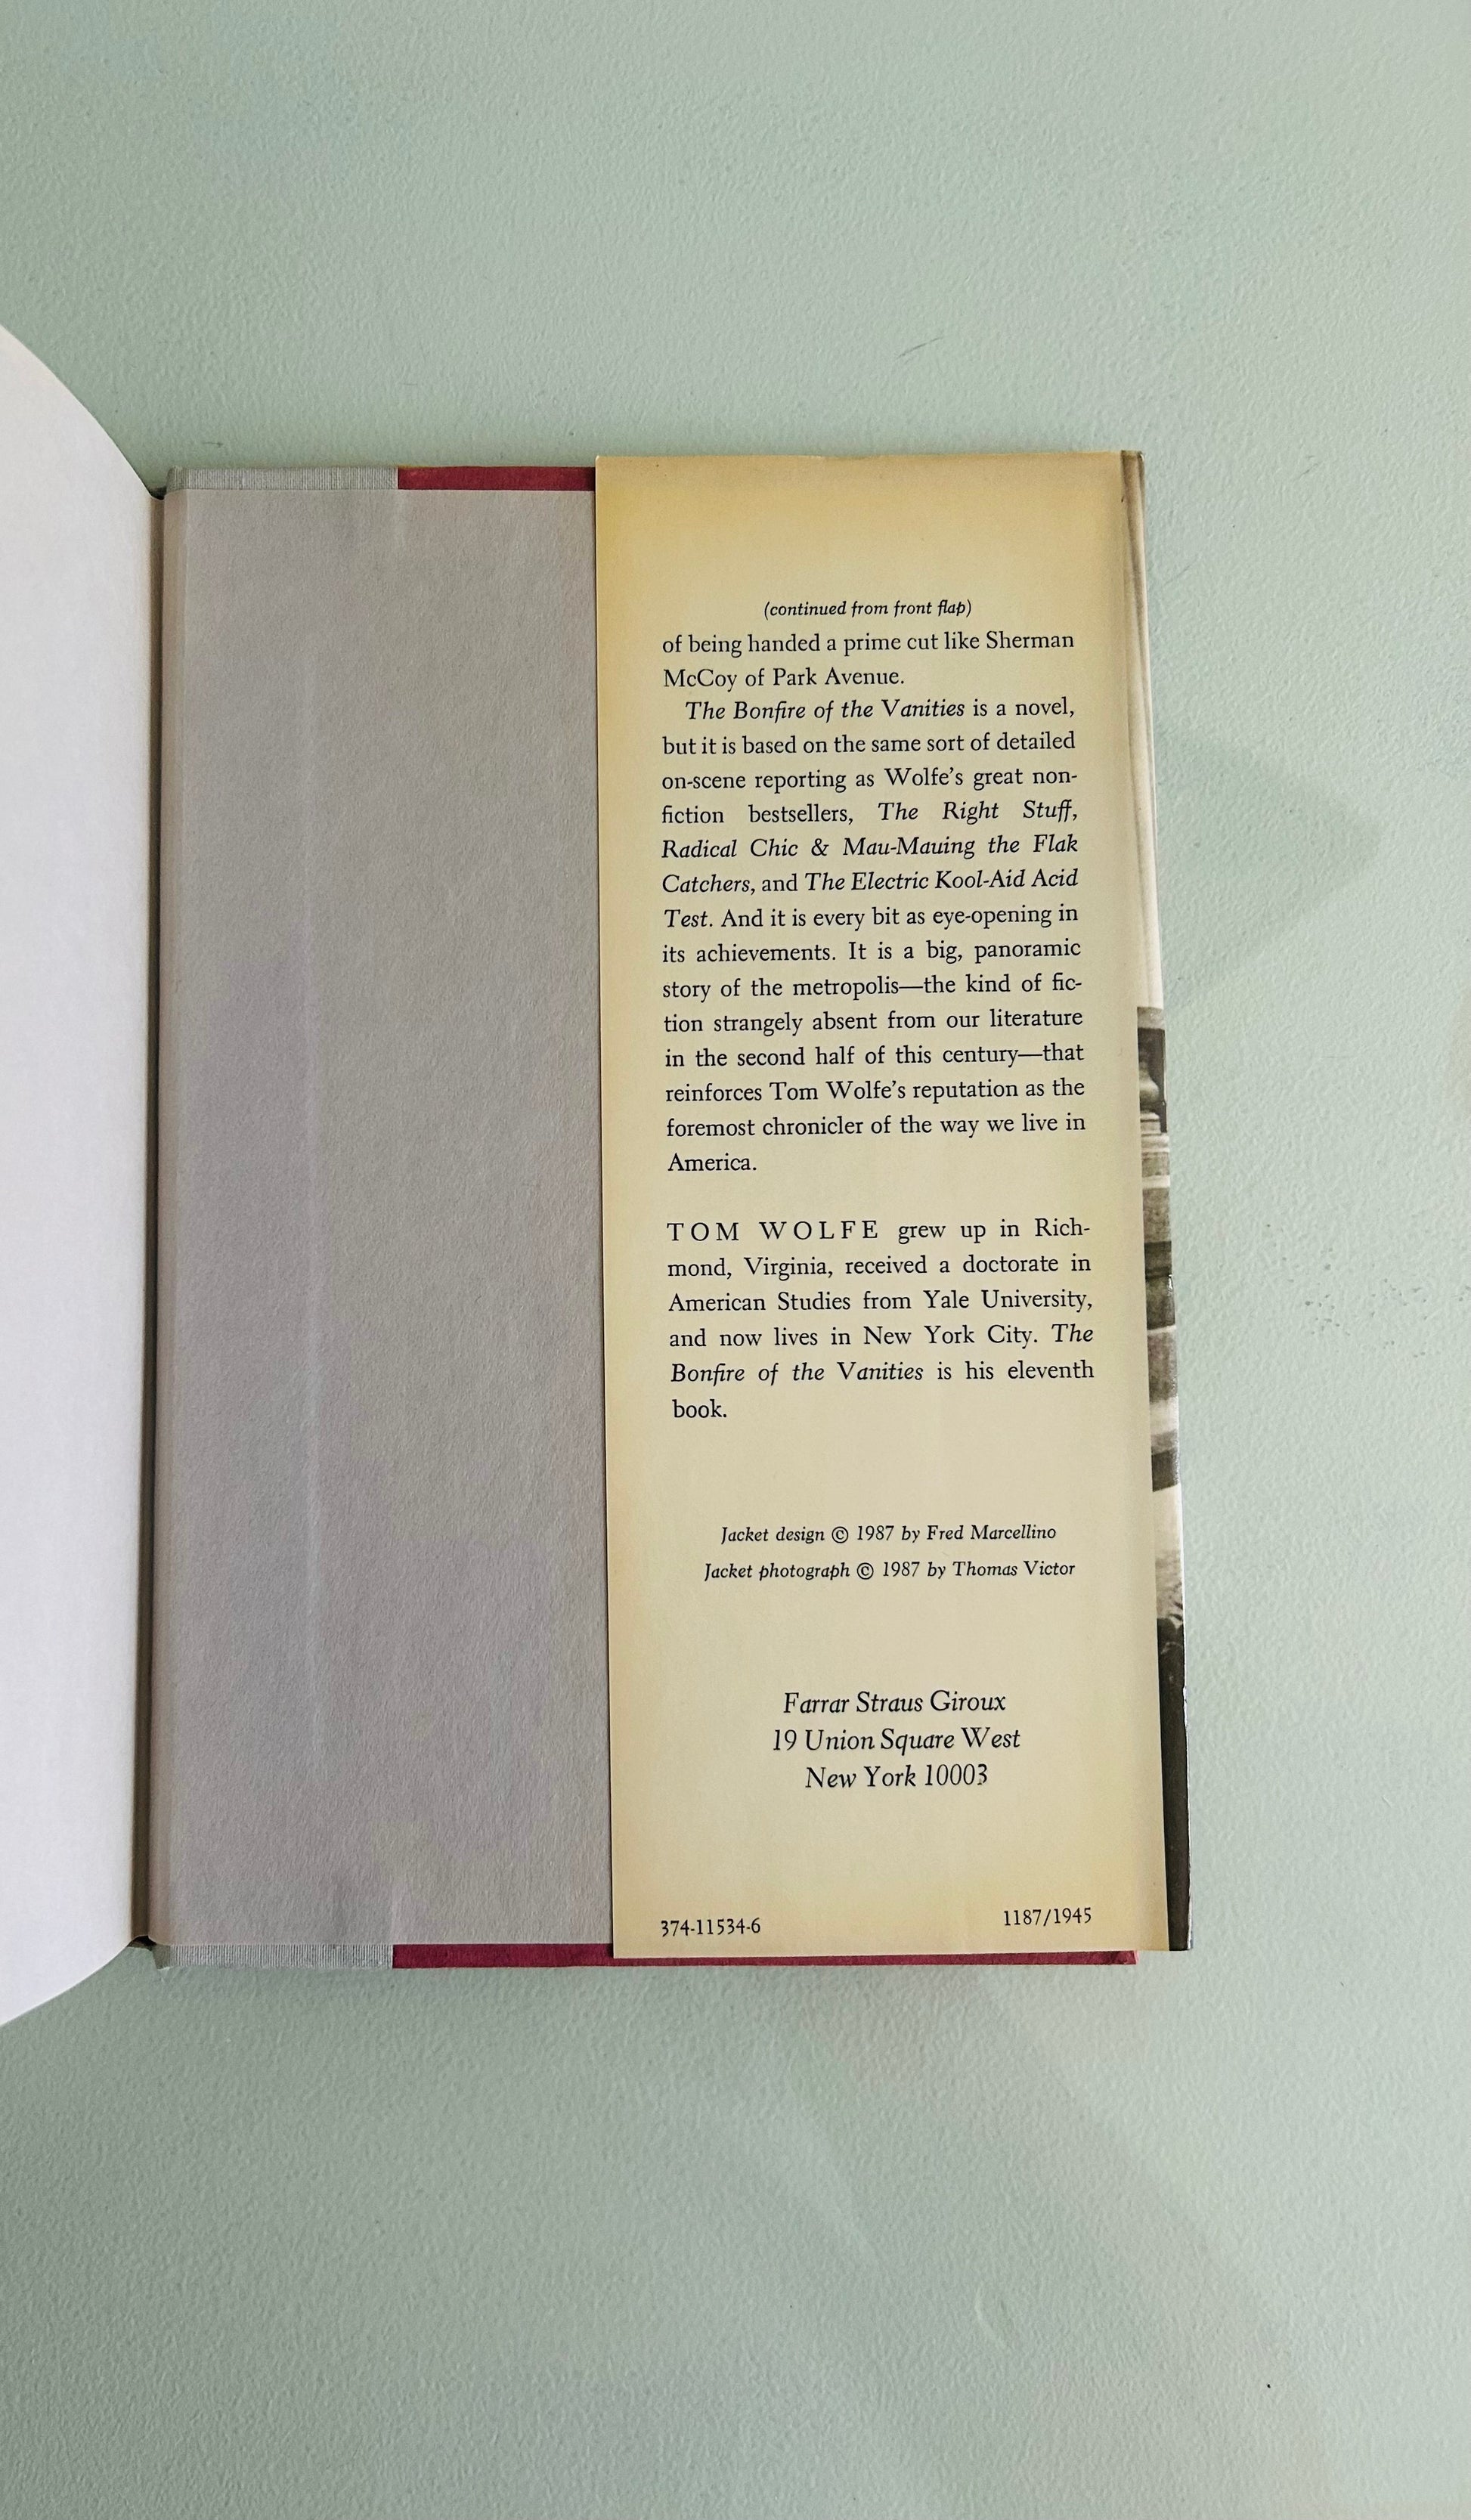 (continued from front flap)
of being handed a prime cut like Sherman
McCoy of Park Avenue.
The Bonfire of the Vanities is a novel,
but it is based on the same sort of detailed
on-scene reporting as Wolfe's great non-
fiction bestsellers, The Right Stuff,
Radical Chic & Mau-Mauing the Flak
Catchers, and The Electric Kool-Aid Acid
Test. And it is every bit as eye-opening in
its achievements. It is a big, panoramic
story of the metropolis—the kind of fic-
tion strangely absent from our literature
in the second half of this century—that
reinforces Tom Wolfe's reputation as the
foremost chronicler of the way we live in
America.
TOM WOLFE grew up in Rich-
mond, Virginia, received a doctorate in
American Studies from Yale University,
and now lives in New York City. The
Bonfire of the Vanities is his eleventh
book.
Jacket design © 1987 by Fred Marcellino
Jacket photograph © 1987 by Thomas Victor
Farrar Straus Giroux
19 Union Square West
New York 10003
374-11534-6 1187/1945